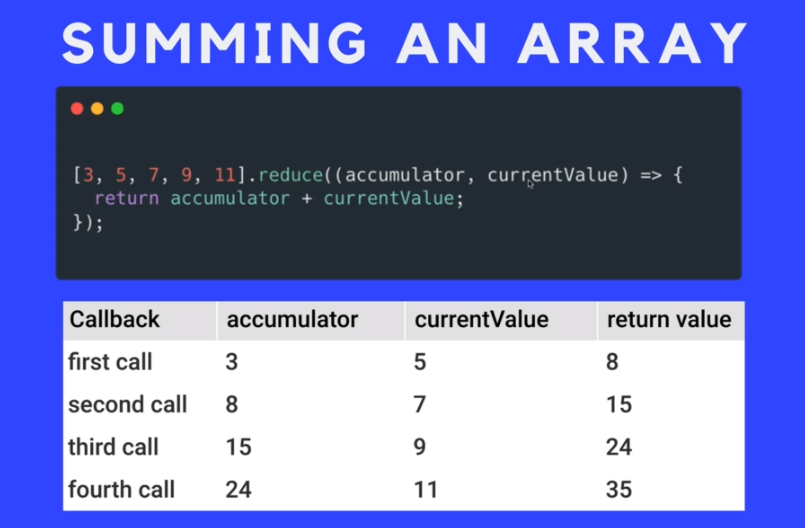 SUMMING AN ARRAY
[3, 5, 7, 9, 11].reduce((accumulator, currentValue) => {
  return accumulator + currentValue;
});
Callback accumulator currentValue return value
first call 3 5 8
second call 8 7 15
third call 15 9 24
fourth call 24 11 35